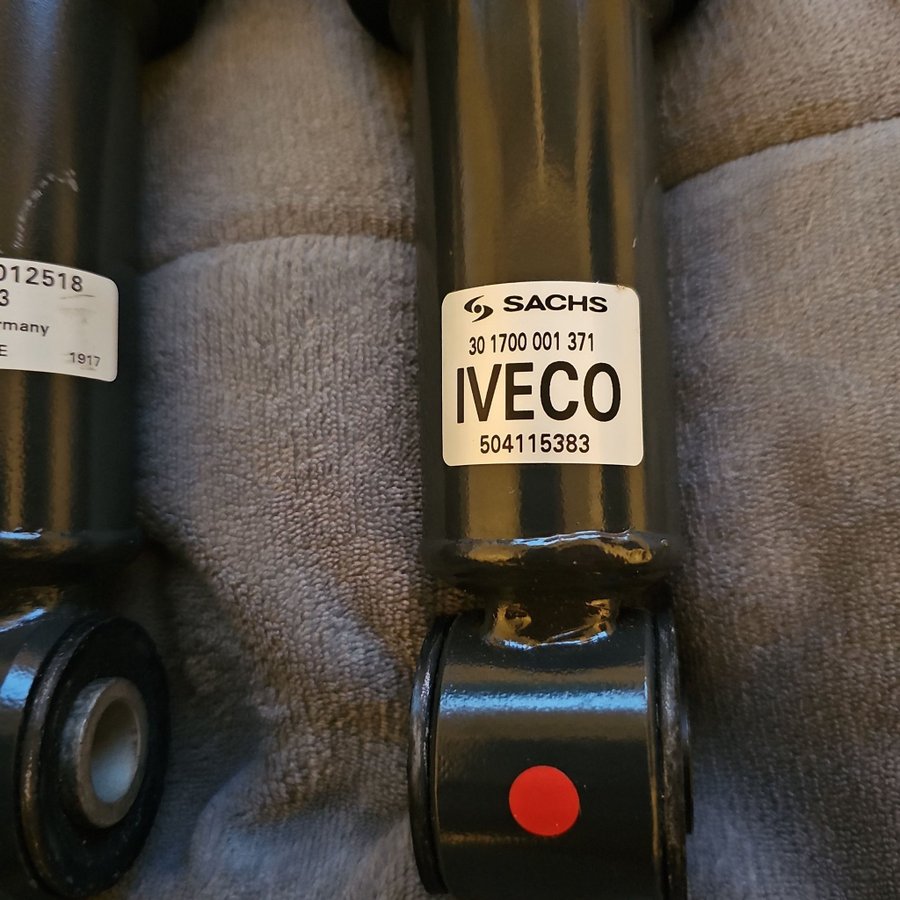 012518
3
rmany
E 1917
SACHS
30 1700 001 371
IVECO
504115383